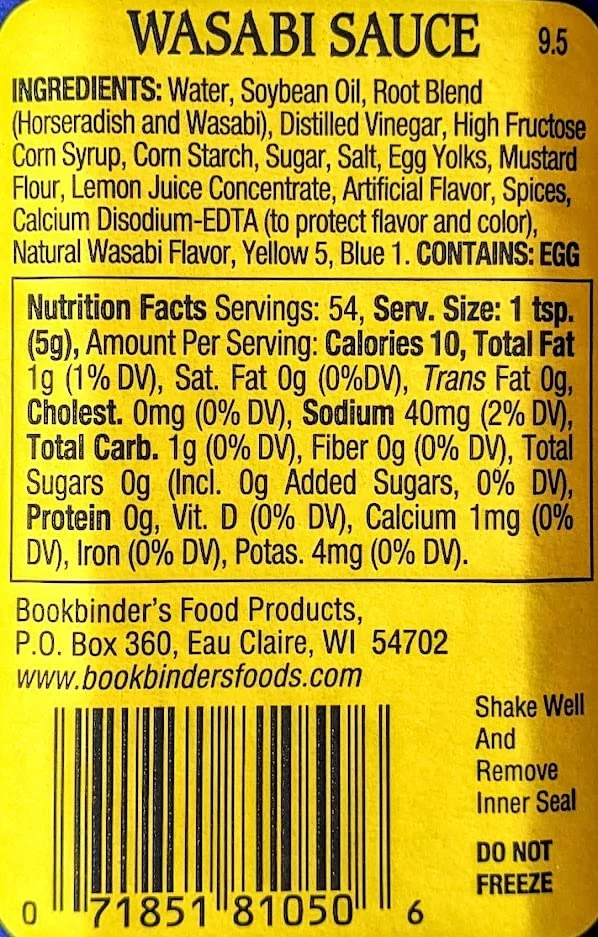 WASABI SAUCE 9.5
INGREDIENTS: Water, Soybean Oil, Root Blend
(Horseradish and Wasabi), Distilled Vinegar, High Fructose
Corn Syrup, Corn Starch, Sugar, Salt, Egg Yolks, Mustard
Flour, Lemon Juice Concentrate, Artificial Flavor, Spices,
Calcium Disodium-EDTA (to protect flavor and color),
Natural Wasabi Flavor, Yellow 5, Blue 1. CONTAINS: EGG
Nutrition Facts Servings: 54, Serv. Size: 1 tsp.
(5g), Amount Per Serving: Calories 10, Total Fat
1g (1% DV), Sat. Fat 0g (0%DV), Trans Fat 0g,
Cholest. 0mg (0% DV), Sodium 40mg (2% DV),
Total Carb. 1g (0% DV), Fiber 0g (0% DV), Total
Sugars 0g (Incl. 0g Added Sugars, 0% DV),
Protein 0g, Vit. D (0% DV), Calcium 1mg (0%
DV), Iron (0% DV), Potas. 4mg (0% DV).
Bookbinder's Food Products,
P.O. Box 360, Eau Claire, WI 54702
www.bookbindersfoods.com
Shake Well
And
Remove
Inner Seal
DO NOT
FREEZE
0 71851 81050 6